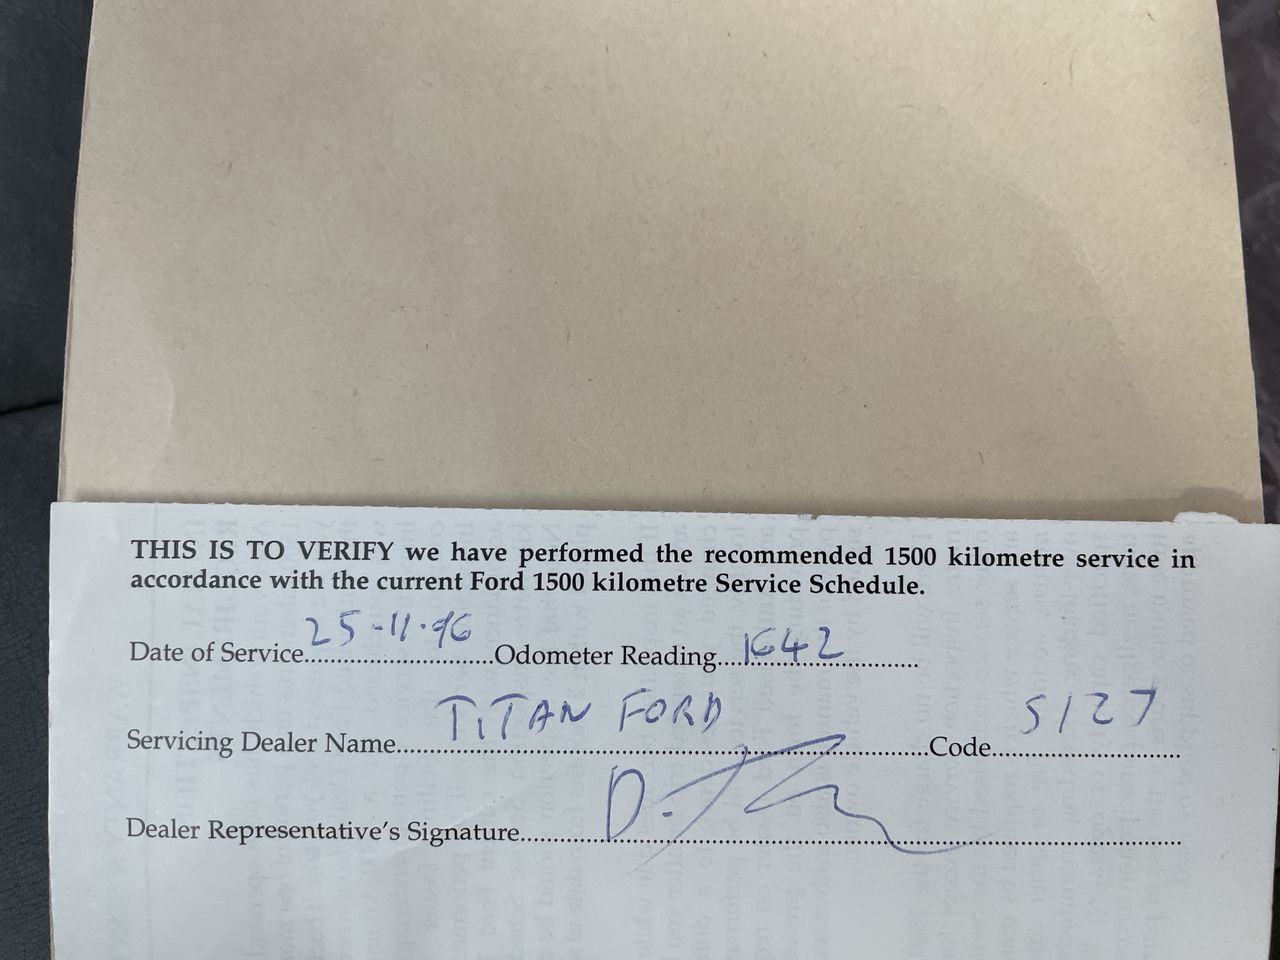 THIS IS TO VERIFY we have performed the recommended 1500 kilometre service in
accordance with the current Ford 1500 kilometre Service Schedule.
Date of Service 25-11-96 Odometer Reading 1642
Servicing Dealer Name TITAN FORD Code 5127
Dealer Representative's Signature D.